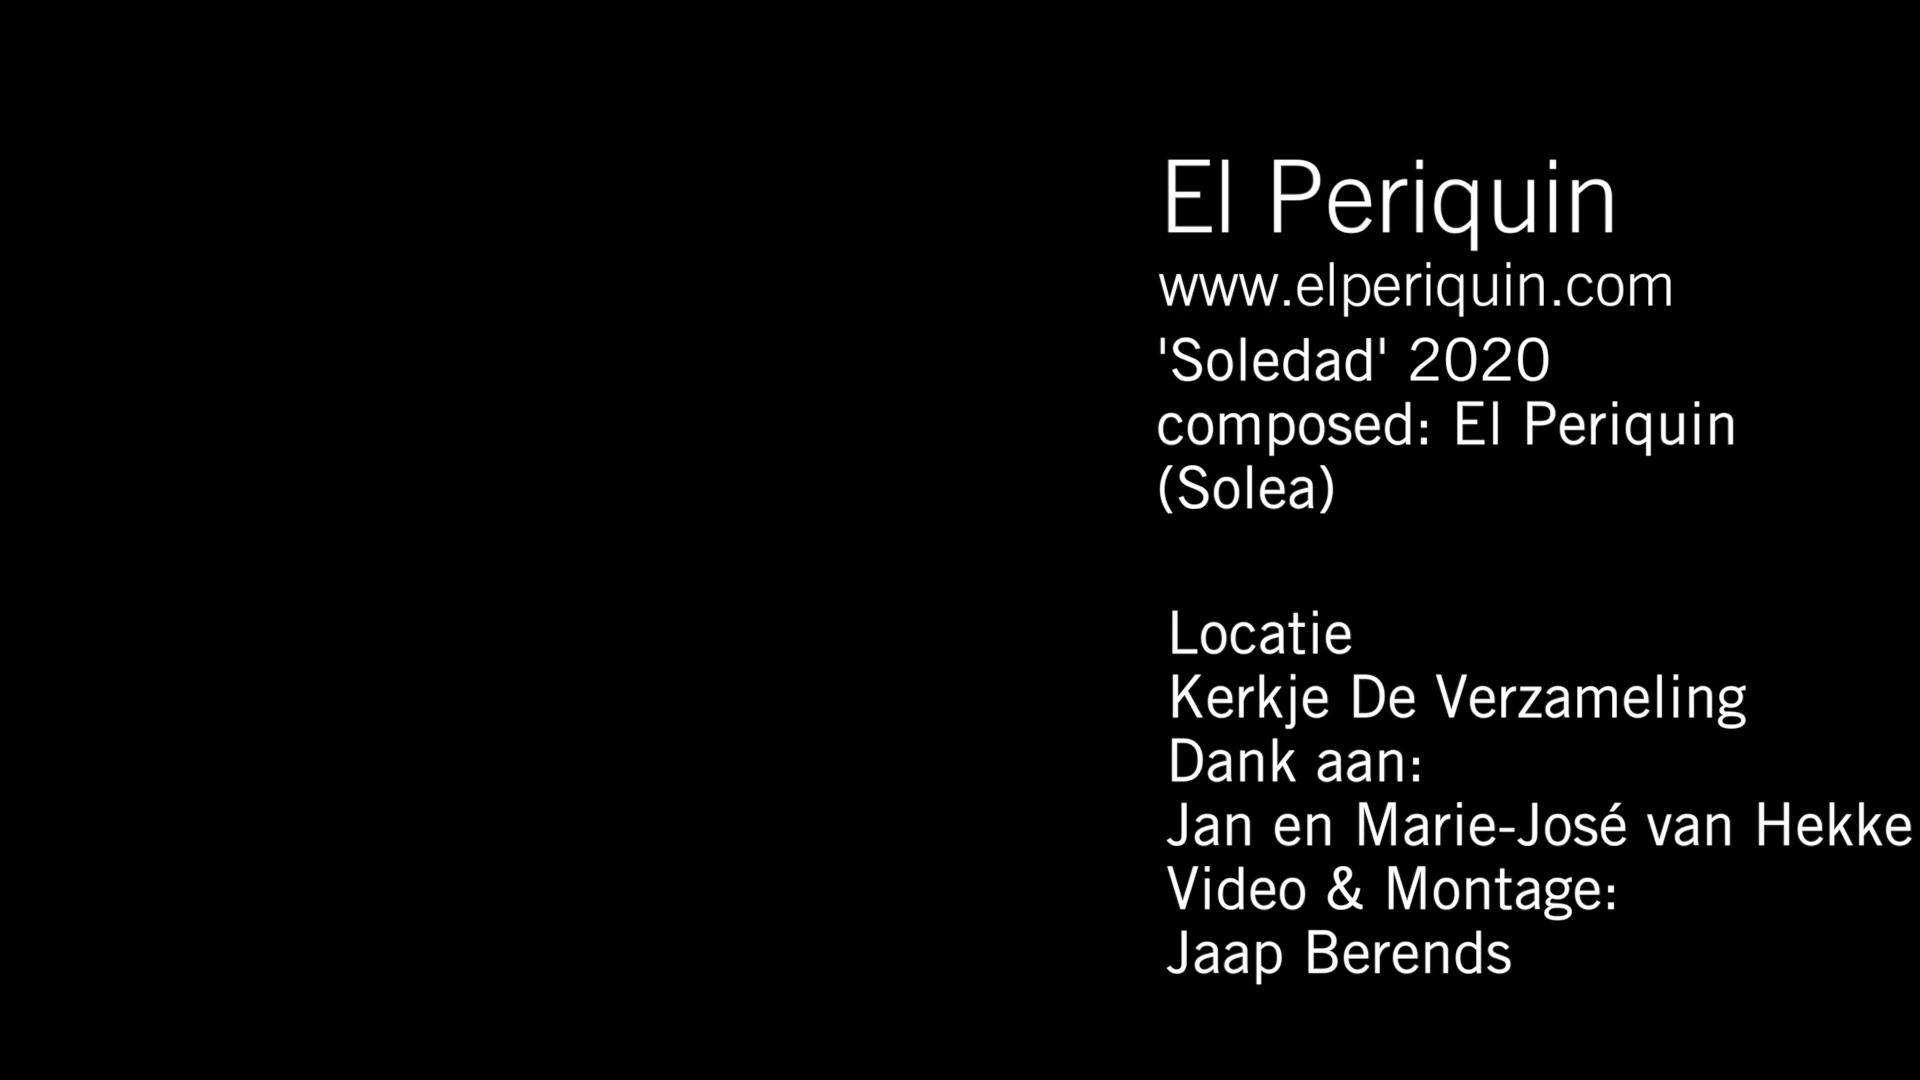 El Periquin
www.elperiquin.com
'Soledad' 2020
composed: El Periquin
(Solea)
Locatie
Kerkje De Verzameling
Dank aan:
Jan en Marie-José van Hekke
Video & Montage:
Jaap Berends